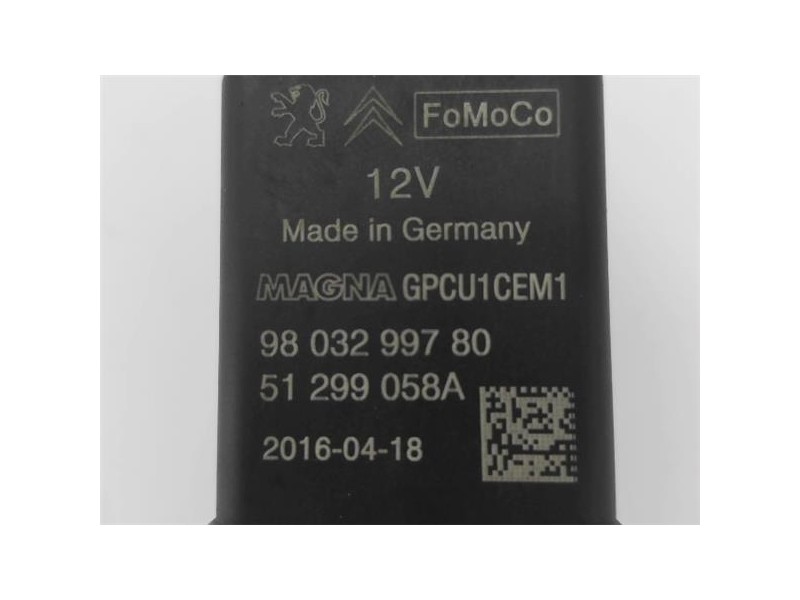 FoMoCo
12V
Made in Germany
MAGNA GPCU1CEM1
98 032 997 80
51 299 058A
2016-04-18